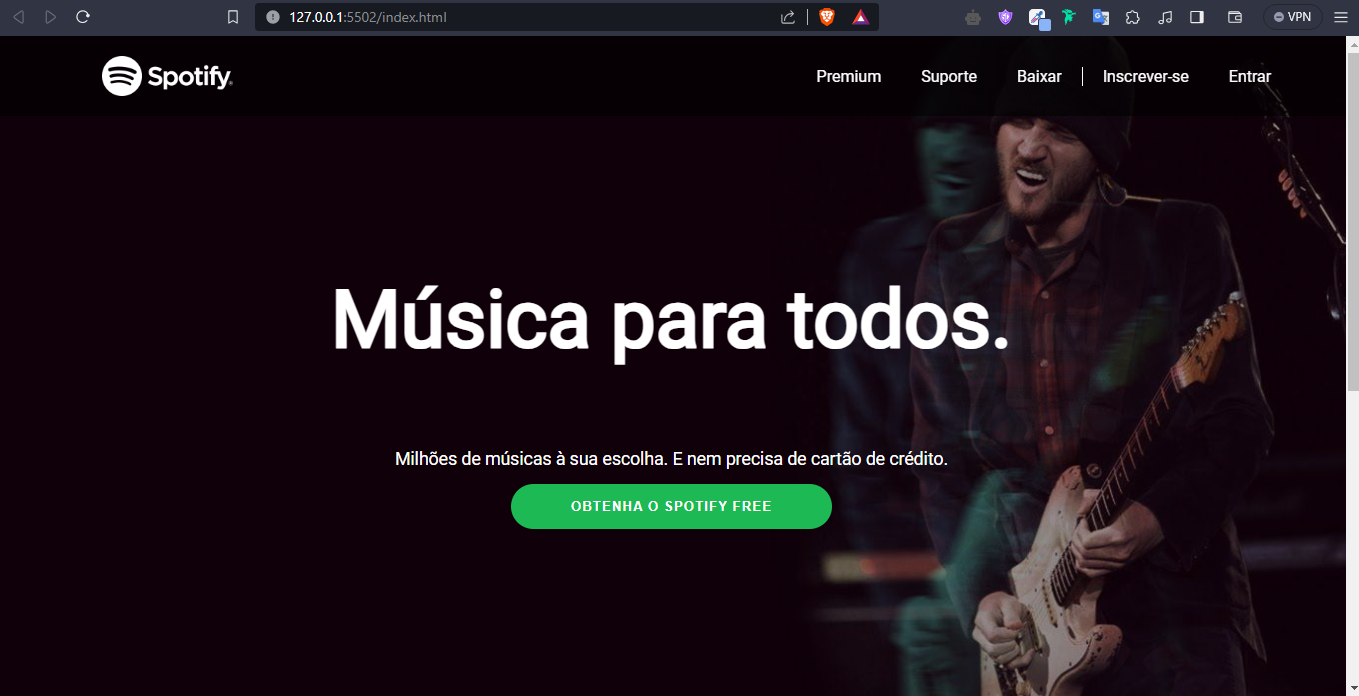 127.0.0.1:5502/index.html
VPN
Spotify®
Premium
Suporte
Baixar
Inscrever-se
Entrar
Música para todos.
Milhões de músicas à sua escolha. E nem precisa de cartão de crédito.
OBTENHA O SPOTIFY FREE